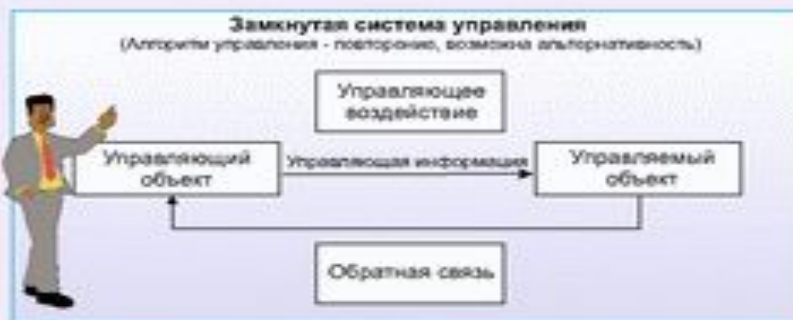 Замкнутая система управления
(Алгоритм управления - повторение, возможна альтернативность)
Управляющее
воздействие
Управляющий
объект
Управляющая информация
Управляемый
объект
Обратная связь